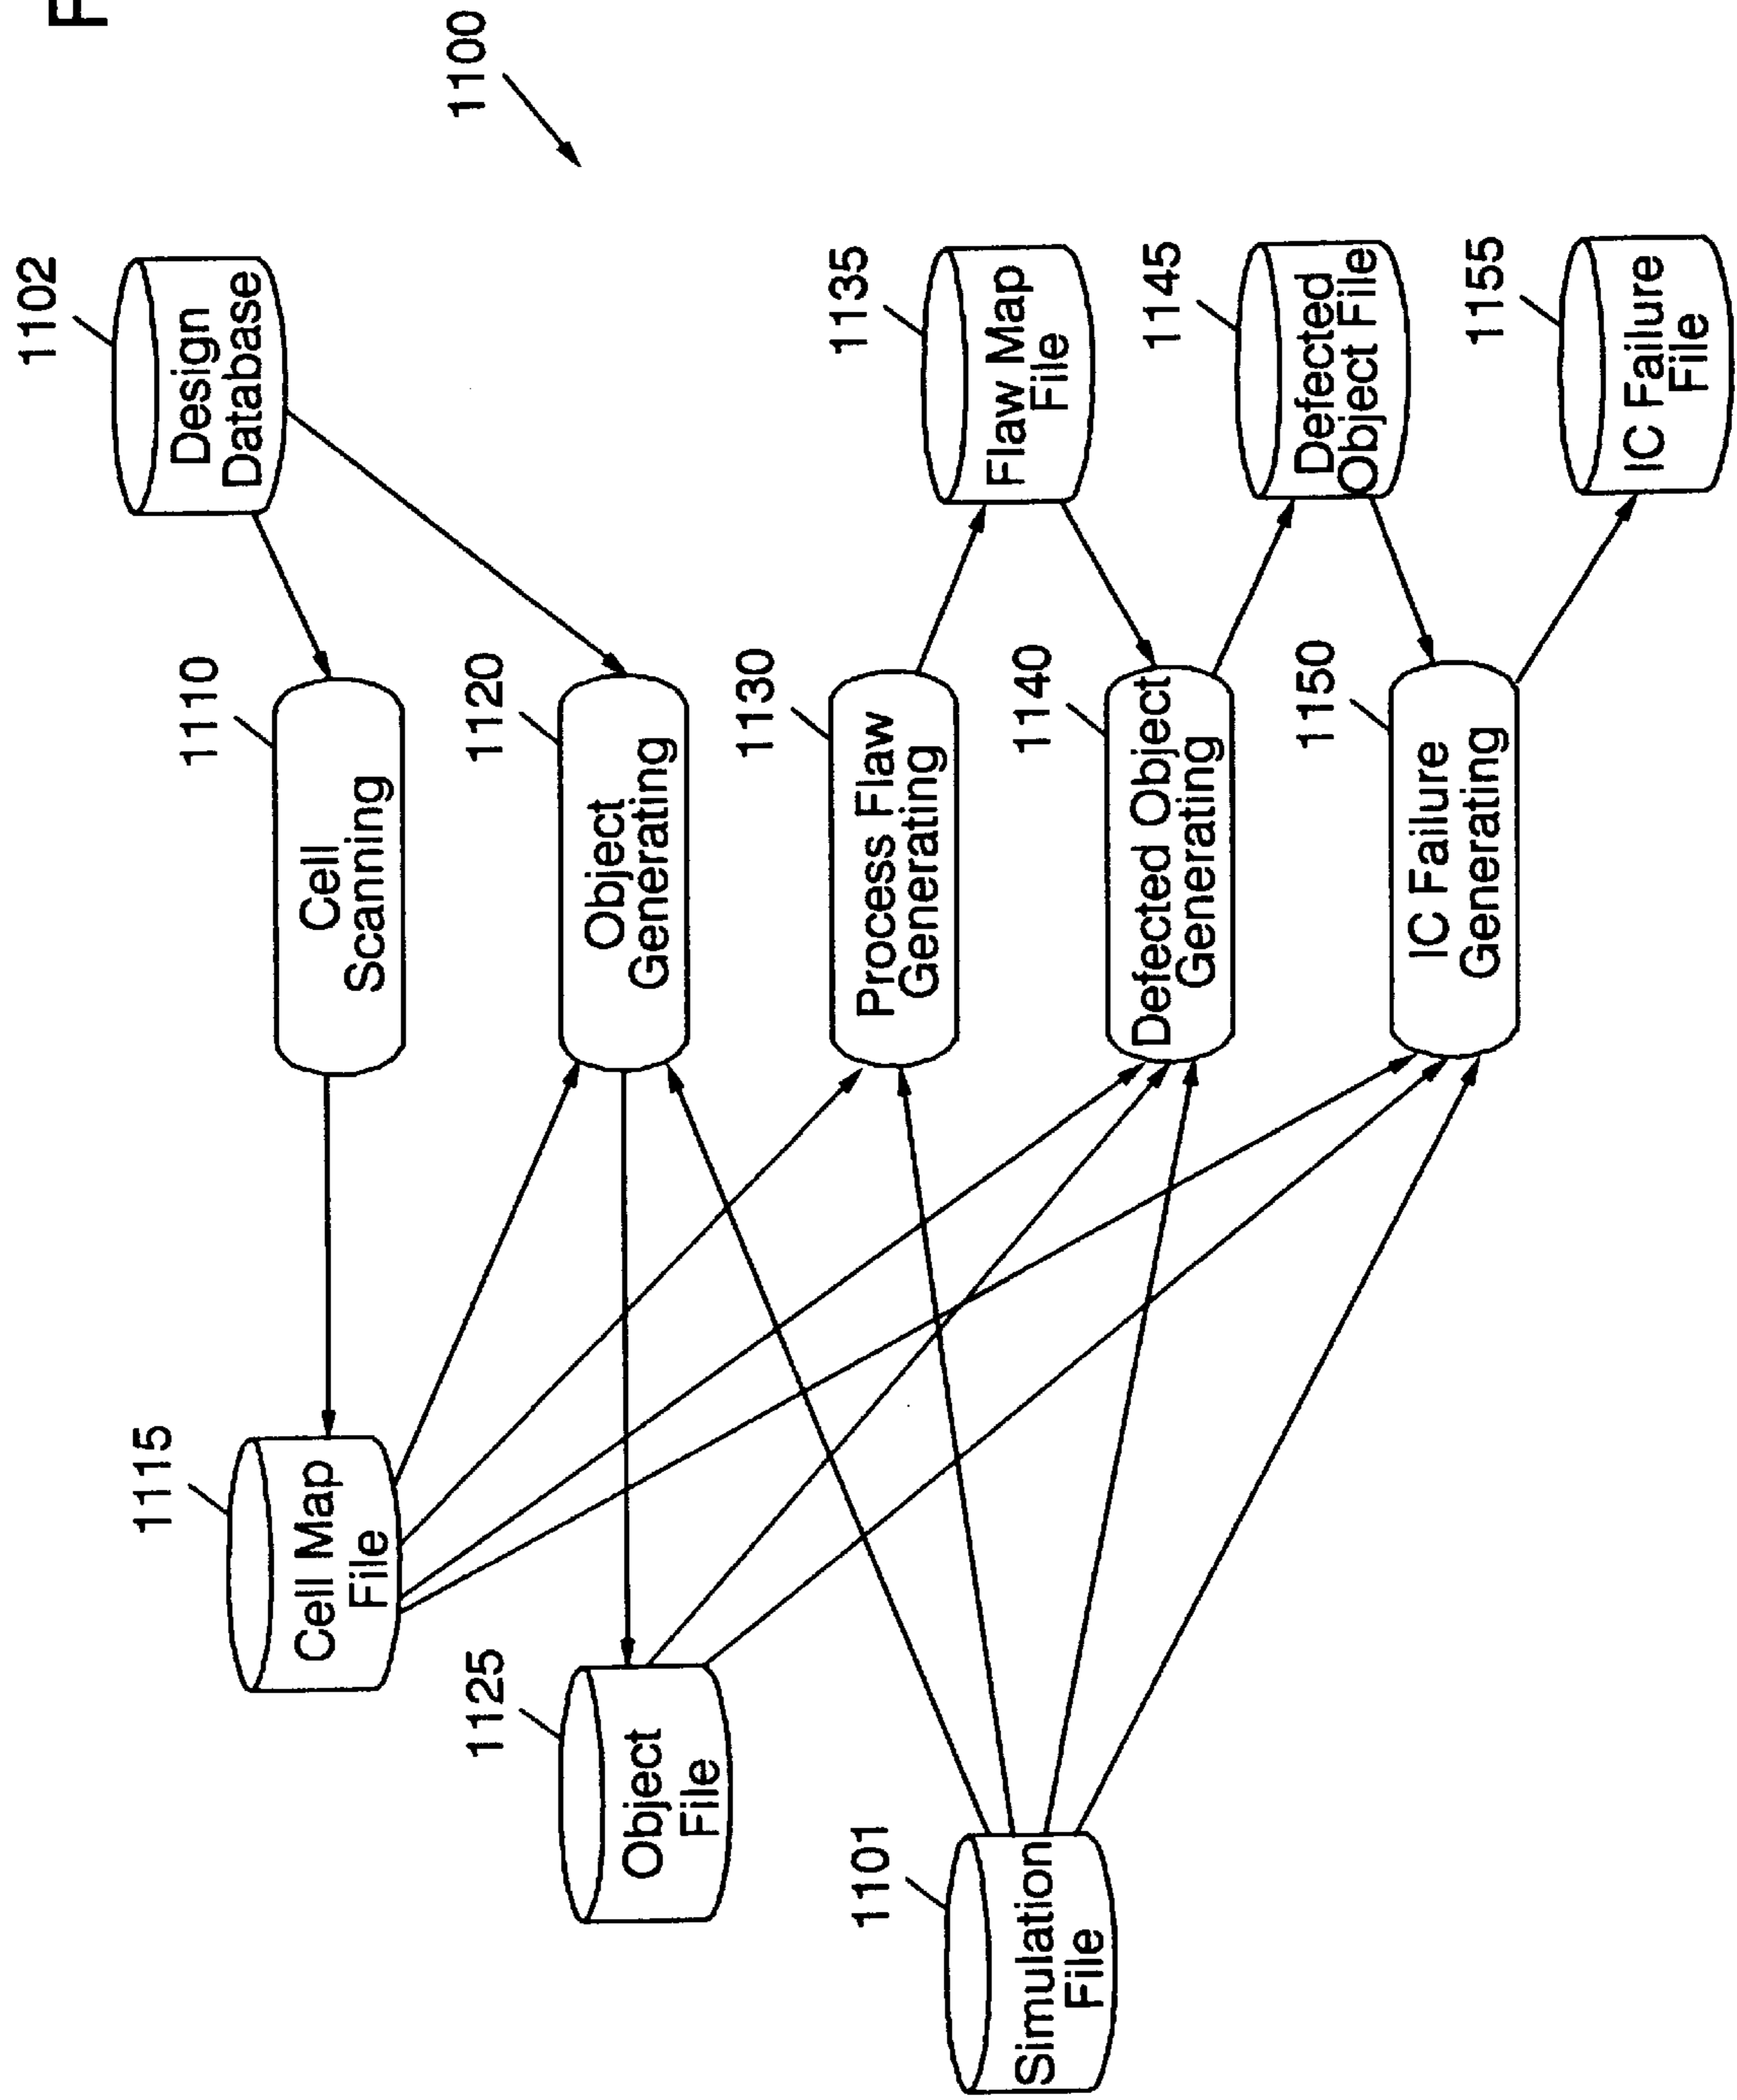 F
1100
1102
Design
Database
1110
Cell
Scanning
1115
Cell Map
File
1120
Object
Generating
1125
Object
File
1101
Simulation
File
1130
Process Flaw
Generating
1135
Flaw Map
File
1140
Defected Object
Generating
1145
Defected
Object File
1150
IC Failure
Generating
1155
IC Failure
File